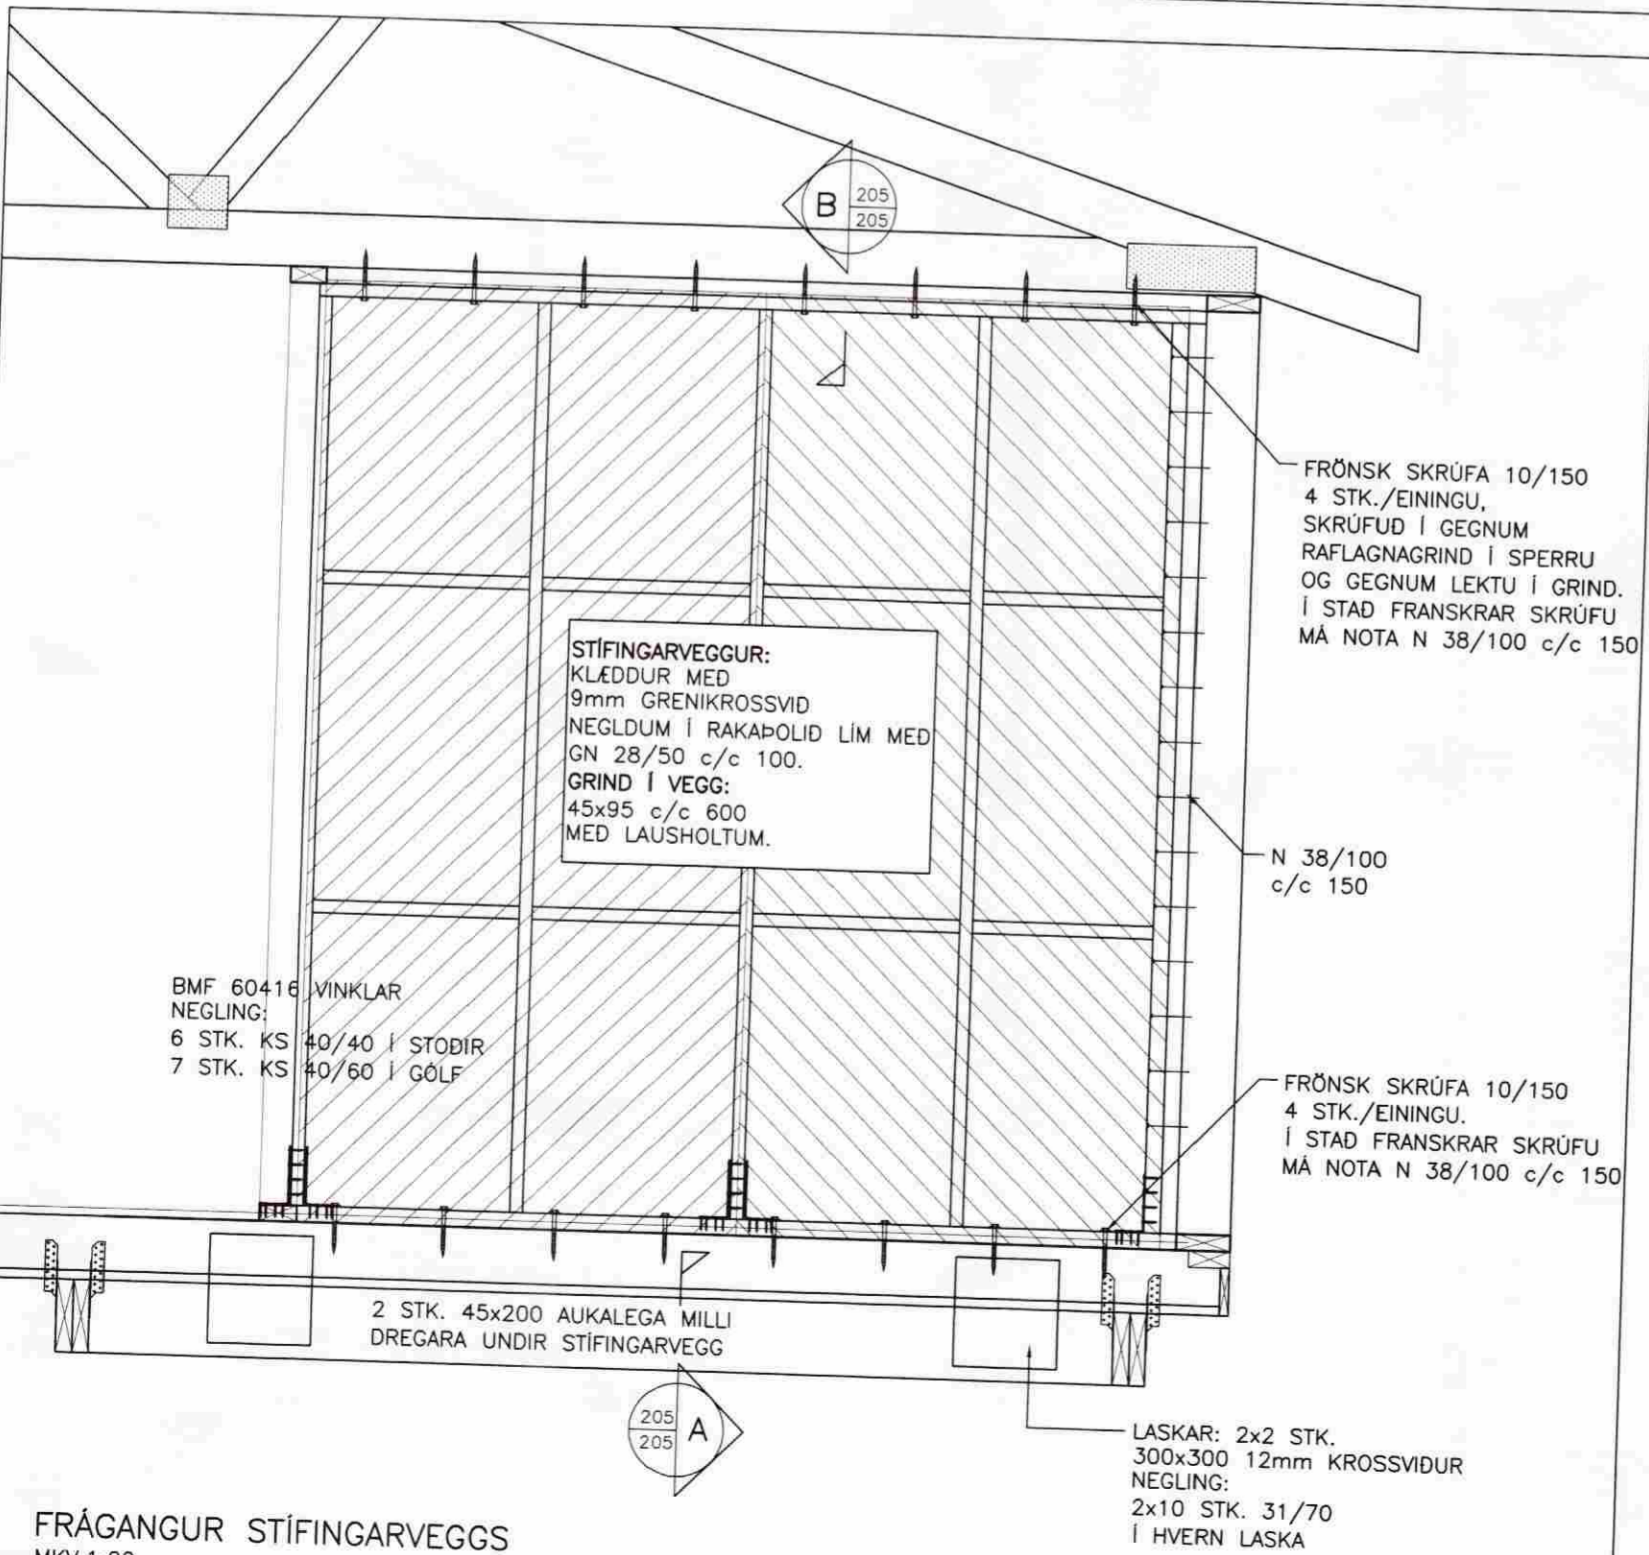 B
205
205
FRÖNSK SKRÚFA 10/150
4 STK./EININGU,
SKRÚFUÐ Í GEGNUM
RAFLAGNAGRIND Í SPERRU
OG GEGNUM LEKTU Í GRIND.
Í STAÐ FRANSKRAR SKRÚFU
MÁ NOTA N 38/100 c/c 150
STÍFINGARVEGGUR:
KLÆDDUR MEÐ
9mm GRENIKROSSVIÐ
NEGLDUM Í RAKAÞOLIÐ LÍM MEÐ
GN 28/50 c/c 100.
GRIND Í VEGG:
45x95 c/c 600
MEÐ LAUSHOLTUM.
N 38/100
c/c 150
BMF 60416 VINKLAR
NEGLING:
6 STK. KS 40/40 Í STOÐIR
7 STK. KS 40/60 Í GÓLF
FRÖNSK SKRÚFA 10/150
4 STK./EININGU.
Í STAÐ FRANSKRAR SKRÚFU
MÁ NOTA N 38/100 c/c 150
2 STK. 45x200 AUKALEGA MILLI
DREGARA UNDIR STÍFINGARVEGG
205
205
A
LASKAR: 2x2 STK.
300x300 12mm KROSSVIÐUR
NEGLING:
2x10 STK. 31/70
Í HVERN LASKA
FRÁGANGUR STÍFINGARVEGGS